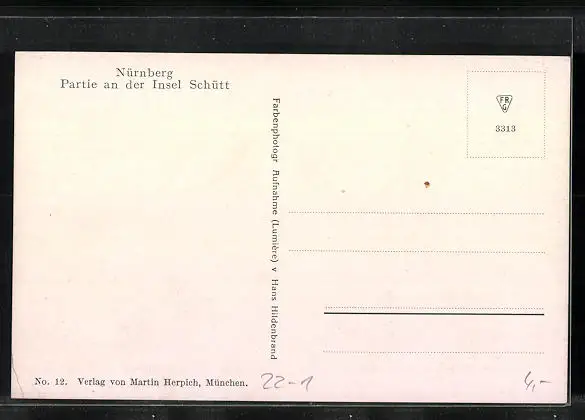 Nürnberg
Partie an der Insel Schütt
FR
G
3313
Farbenphotogr Aufnahme (Lumière) v Hans Hildenbrand
No. 12. Verlag von Martin Herpich, München.
22-1
4,-